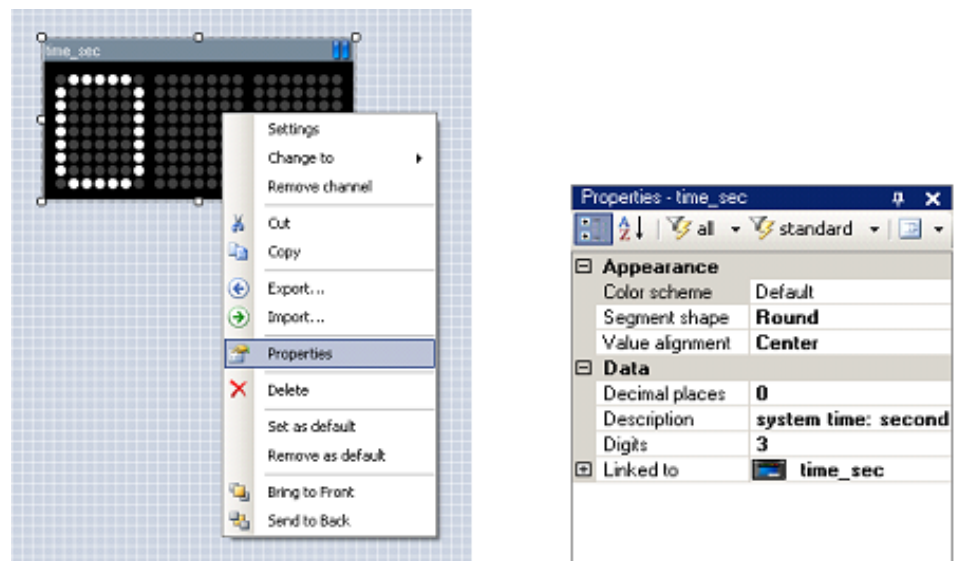 time_sec
Settings
Change to
Remove channel
Cut
Copy
Export...
Import...
Properties
Delete
Set as default
Remove as default
Bring to Front
Send to Back
Properties - time_sec
all standard
Appearance
Color scheme Default
Segment shape Round
Value alignment Center
Data
Decimal places 0
Description system time: second
Digits 3
Linked to time_sec